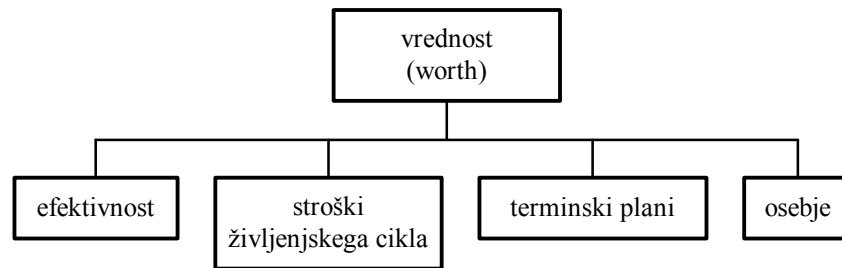 vrednost
(worth)
efektivnost
stroški
življenjskega cikla
terminski plani
osebje